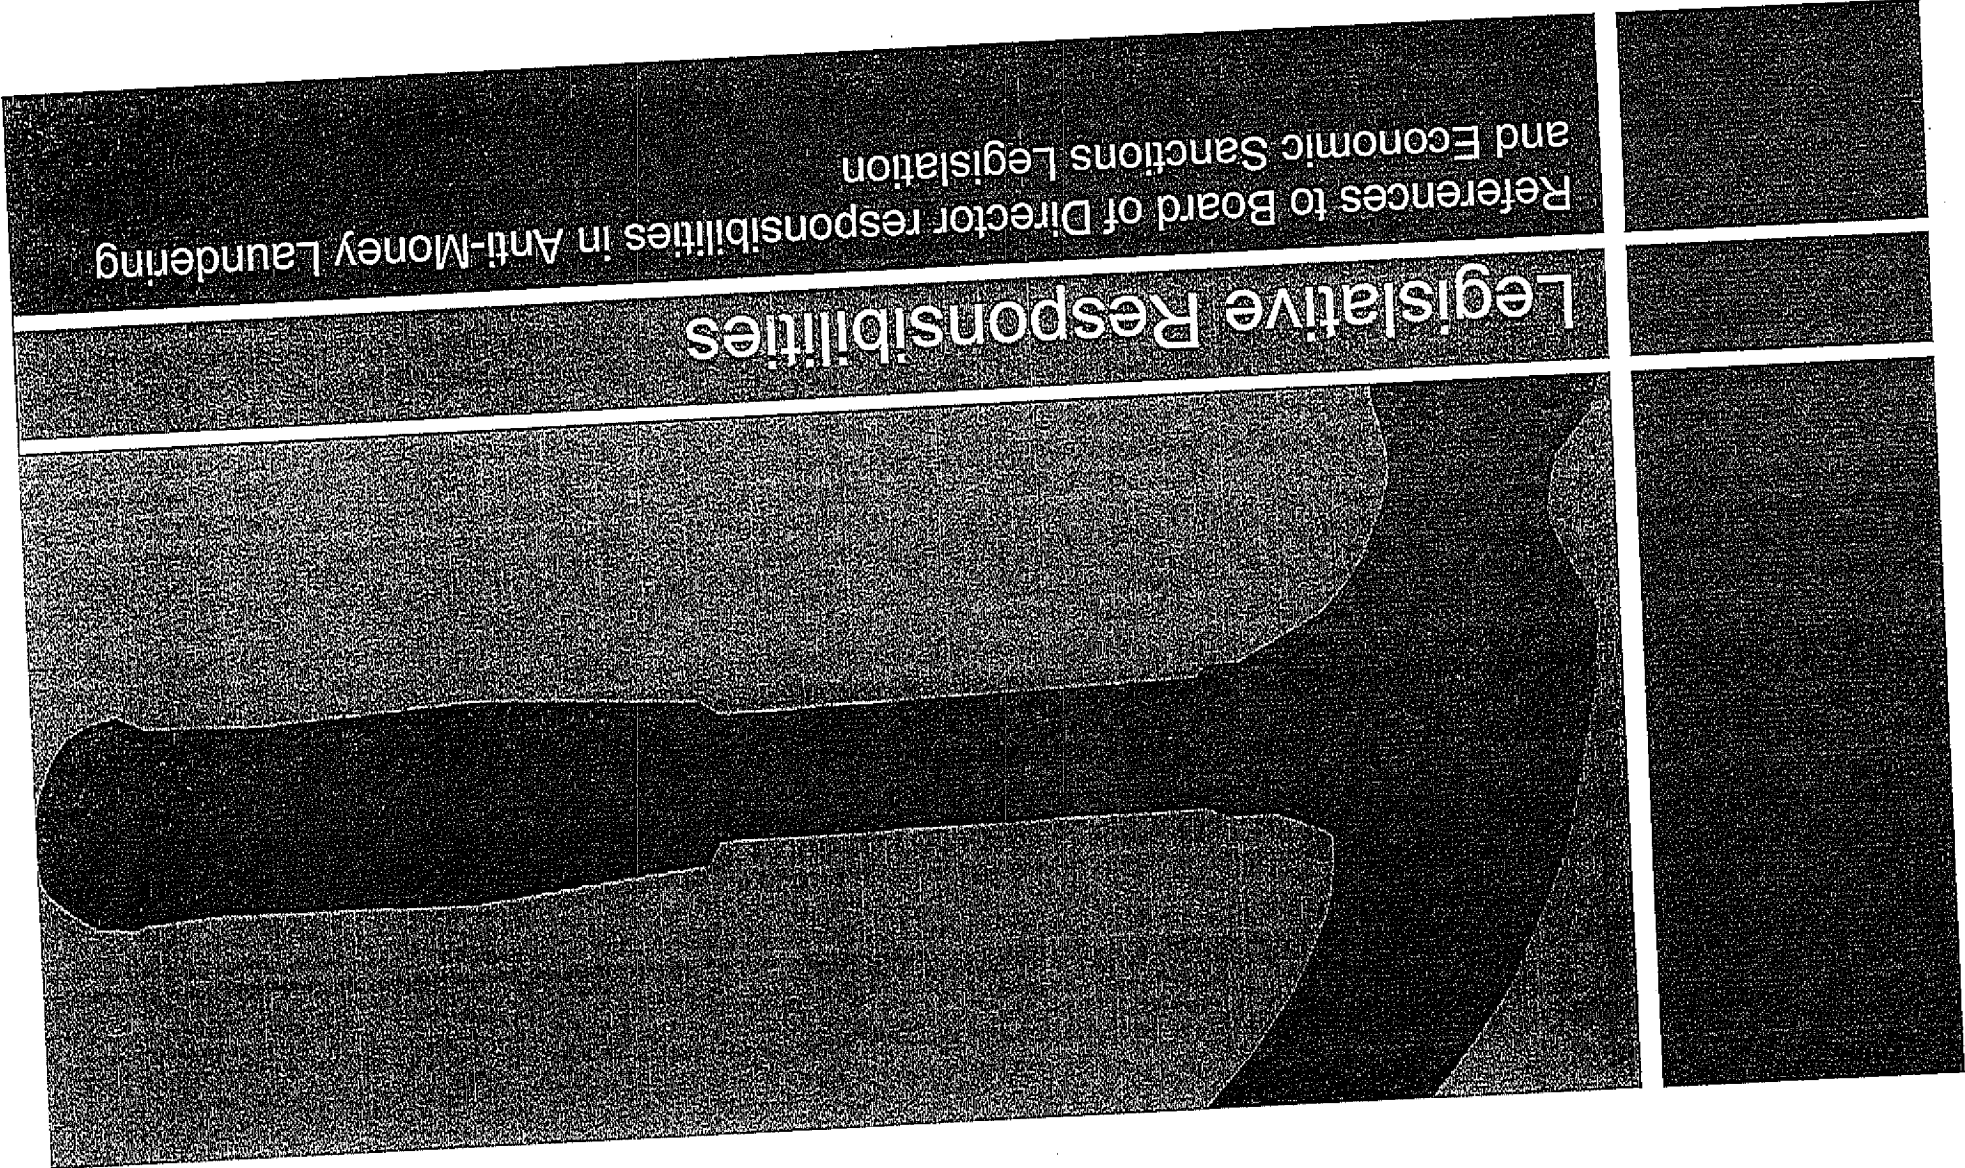 Legislative Responsibilities
References to Board of Director responsibilities in Anti-Money Laundering
and Economic Sanctions Legislation